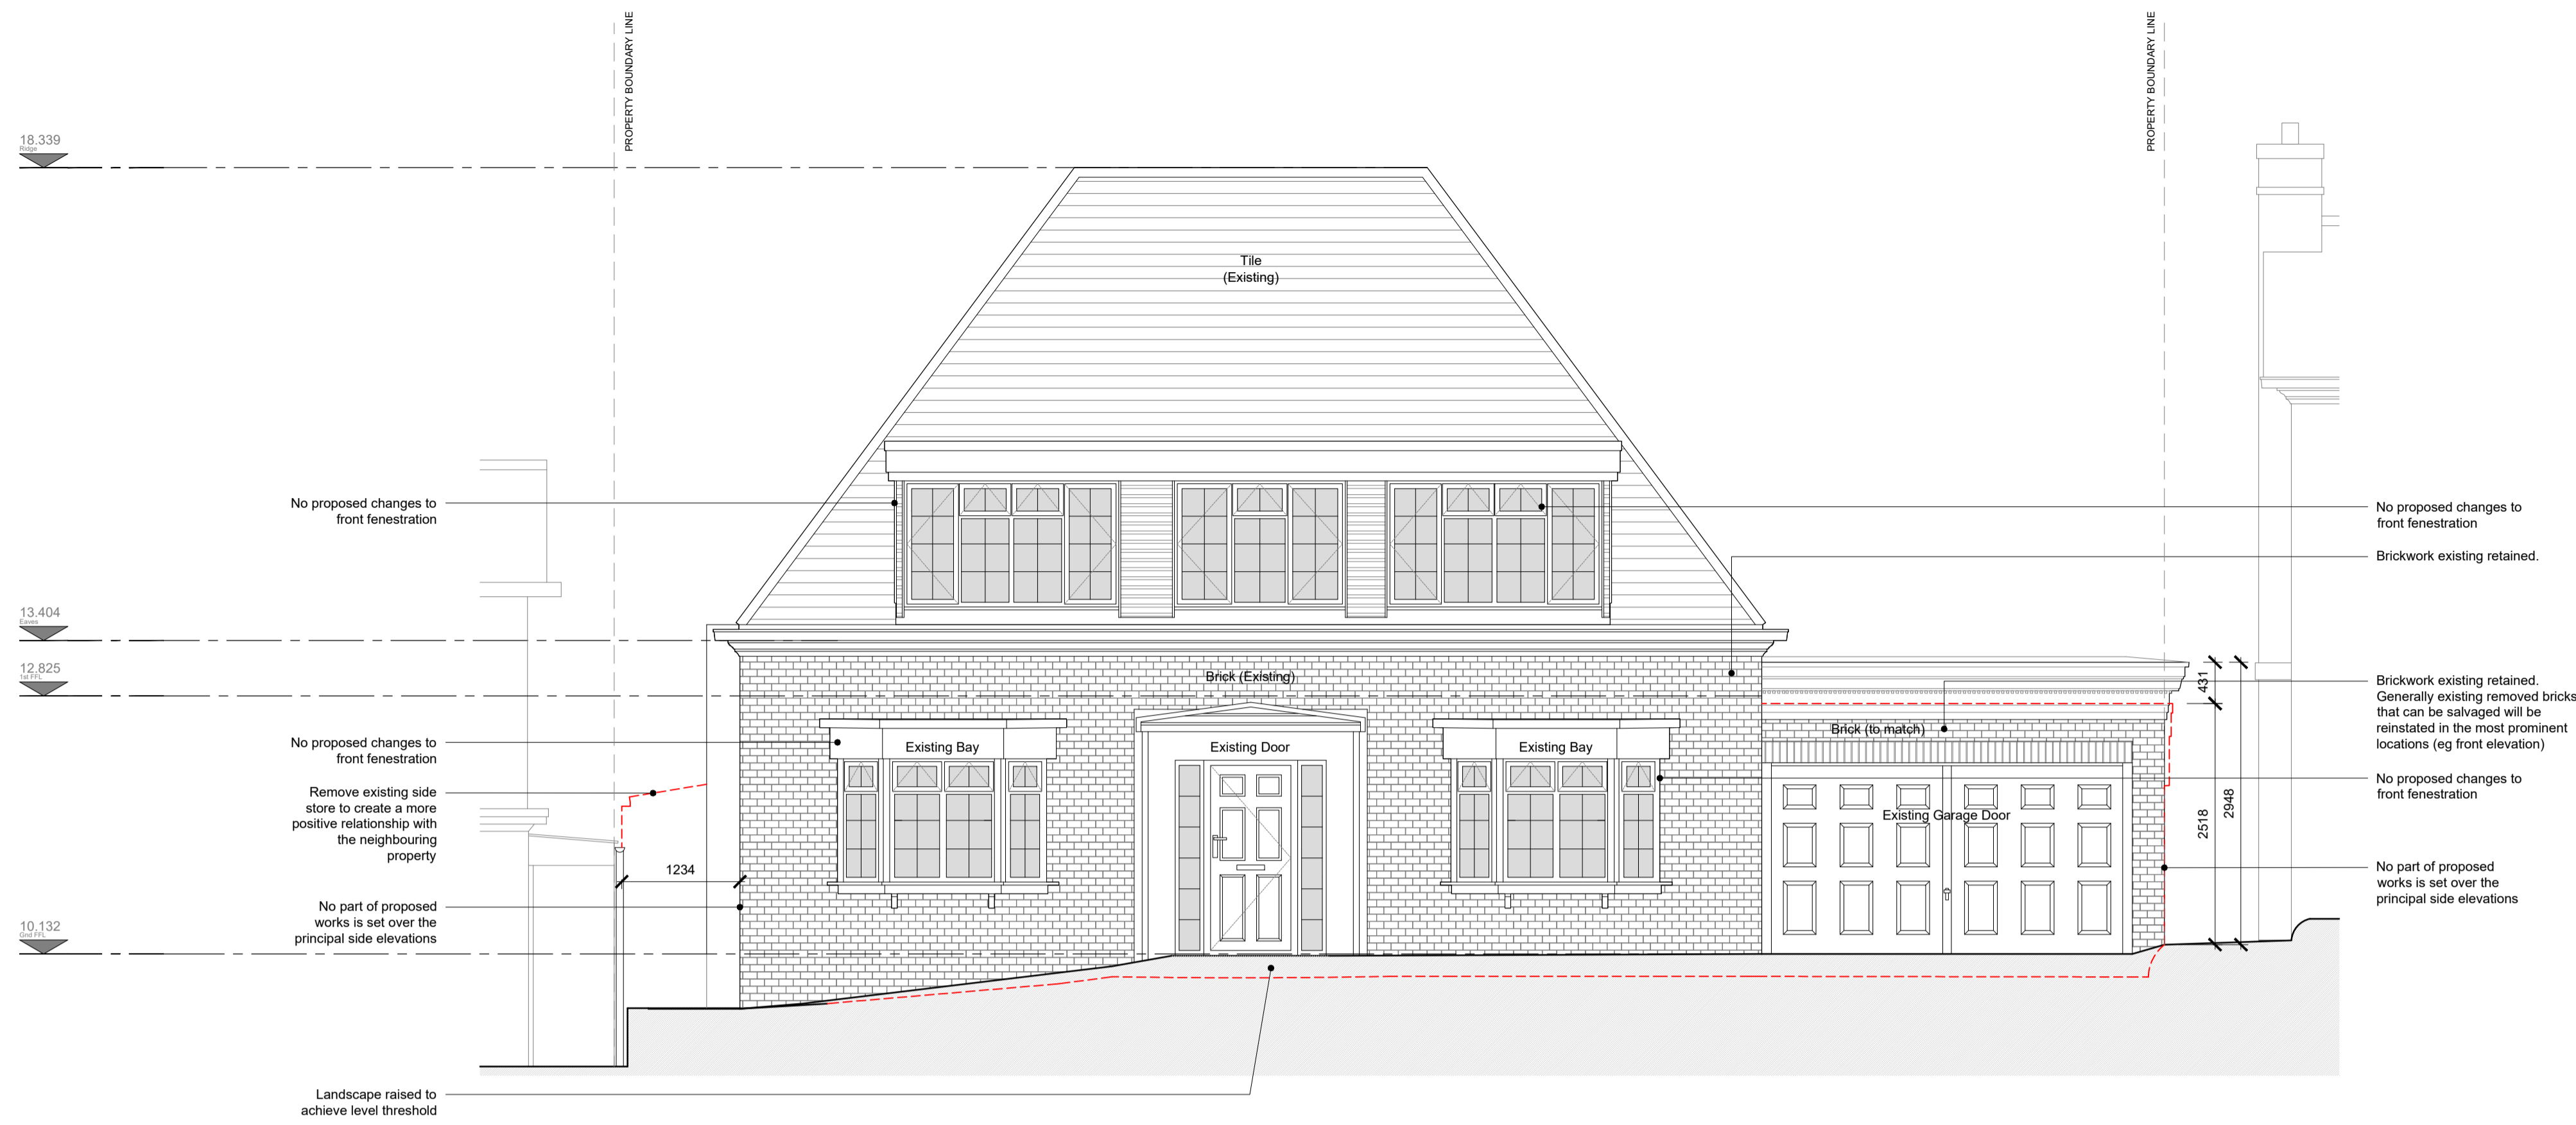 PROPERTY BOUNDARY LINE
PROPERTY BOUNDARY LINE
18.339
Ridge
Tile
(Existing)
No proposed changes to
front fenestration
No proposed changes to
front fenestration
Brickwork existing retained.
13.404
Eaves
12.825
1st FFL
Brick (Existing)
431
Brickwork existing retained.
Generally existing removed bricks
that can be salvaged will be
reinstated in the most prominent
locations (eg front elevation)
Brick (to match)
No proposed changes to
front fenestration
Existing Bay
Existing Door
Existing Bay
No proposed changes to
front fenestration
Remove existing side
store to create a more
positive relationship with
the neighbouring
property
Existing Garage Door
2518
2948
1234
No part of proposed
works is set over the
principal side elevations
No part of proposed
works is set over the
principal side elevations
10.132
Gnd FFL
Landscape raised to
achieve level threshold